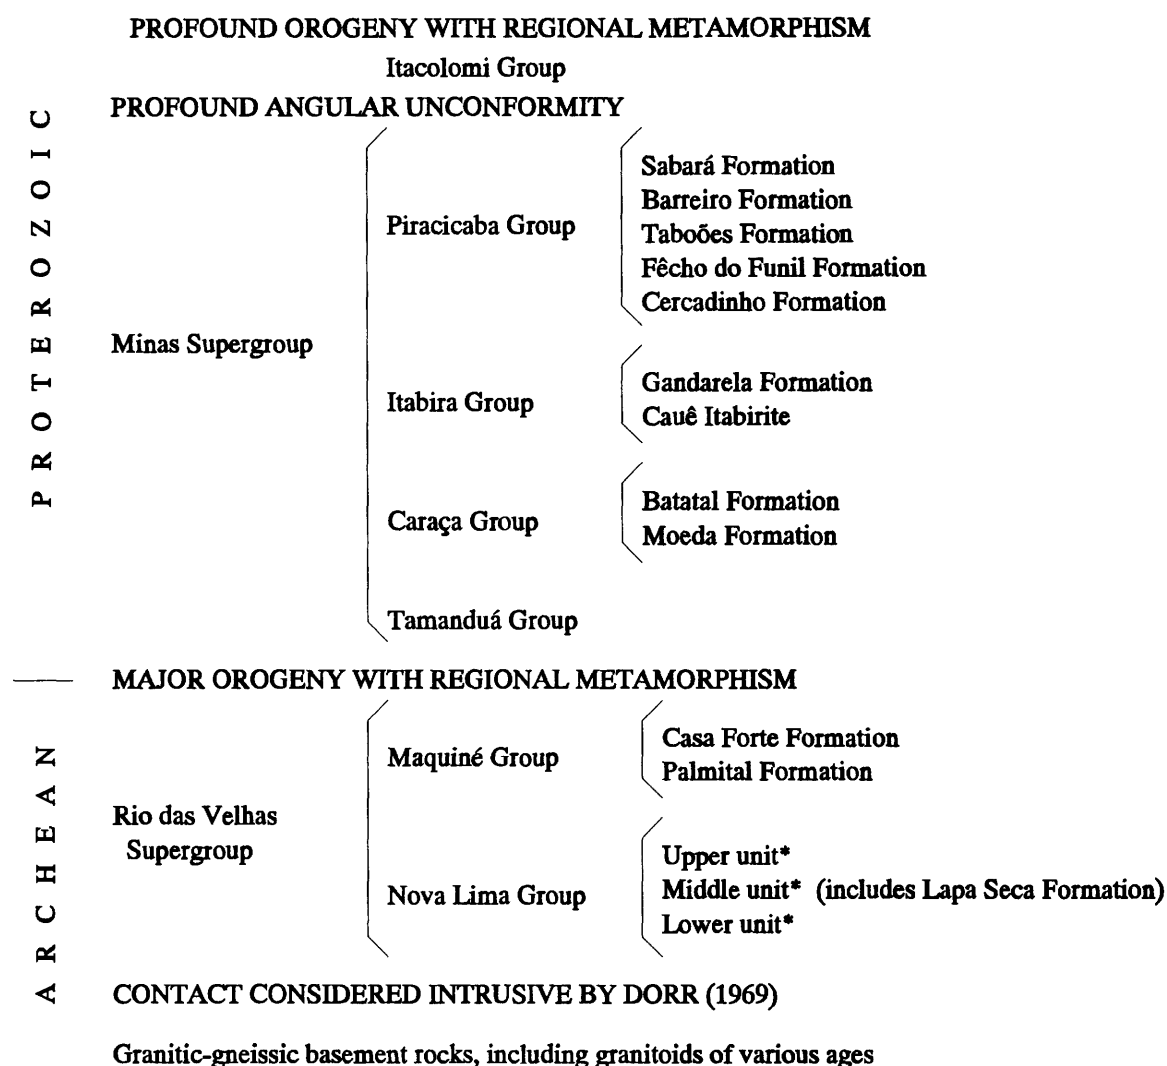 PROFOUND OROGENY WITH REGIONAL METAMORPHISM
Itacolomi Group
PROFOUND ANGULAR UNCONFORMITY
PROTEROZOIC
Minas Supergroup
Piracicaba Group
Sabará Formation
Barreiro Formation
Taboões Formation
Fêcho do Funil Formation
Cercadinho Formation
Itabira Group
Gandarela Formation
Cauê Itabirite
Caraça Group
Batatal Formation
Moeda Formation
Tamanduá Group
MAJOR OROGENY WITH REGIONAL METAMORPHISM
ARCHEAN
Rio das Velhas
Supergroup
Maquiné Group
Casa Forte Formation
Palmital Formation
Nova Lima Group
Upper unit*
Middle unit* (includes Lapa Seca Formation)
Lower unit*
CONTACT CONSIDERED INTRUSIVE BY DORR (1969)
Granitic-gneissic basement rocks, including granitoids of various ages